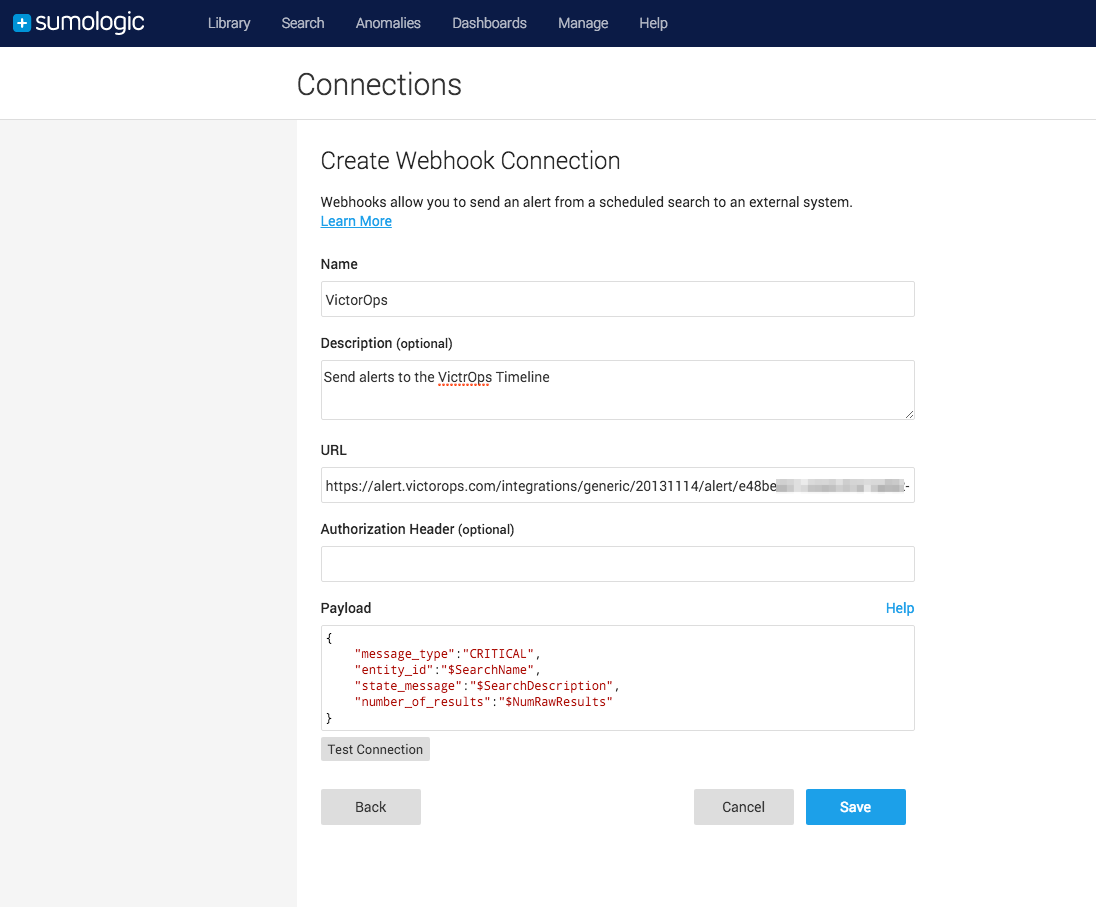 sumologic
Library Search Anomalies Dashboards Manage Help
Connections
Create Webhook Connection
Webhooks allow you to send an alert from a scheduled search to an external system.
Learn More
Name
VictorOps
Description (optional)
Send alerts to the VictrOps Timeline
URL
https://alert.victorops.com/integrations/generic/20131114/alert/e48be
Authorization Header (optional)
Payload Help
{
"message_type":"CRITICAL",
"entity_id":"$SearchName",
"state_message":"$SearchDescription",
"number_of_results":"$NumRawResults"
}
Test Connection
Back Cancel Save